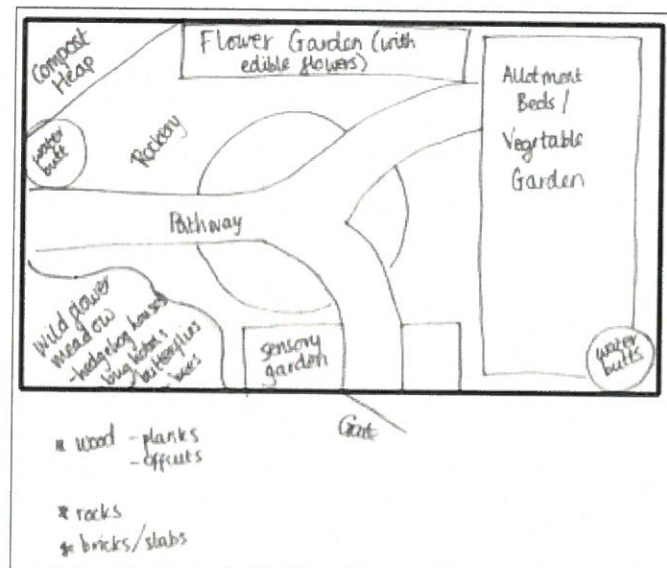 Compost
Heap
Flower Garden (with
edible flowers)
Allotment
Beds /
Vegetable
Garden
water
butt
Rockery
Pathway
Wild flower
meadow
- hedgehog houses
bug hotels
butterflies
bees
sensory
garden
water
butts
Gate
* wood - planks
- offcuts
* rocks
* bricks/slabs